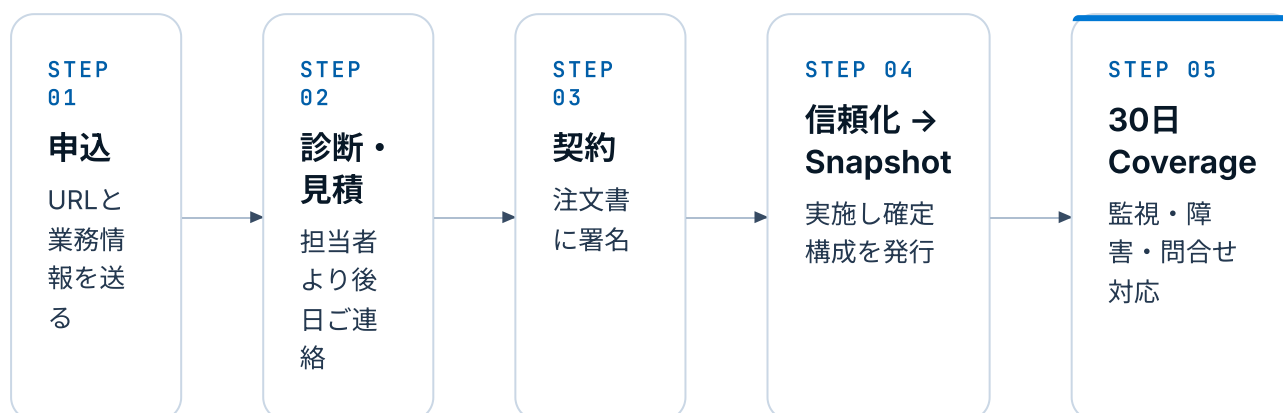 STEP
01
申込
URLと
業務情
報を送
る
STEP
02
診断・
見積
担当者
より後
日ご連
絡
STEP
03
契約
注文書
に署名
STEP 04
信頼化 →
Snapshot
実施し確定
構成を発行
STEP 05
30日
Coverage
監視・障
害・問合せ
対応